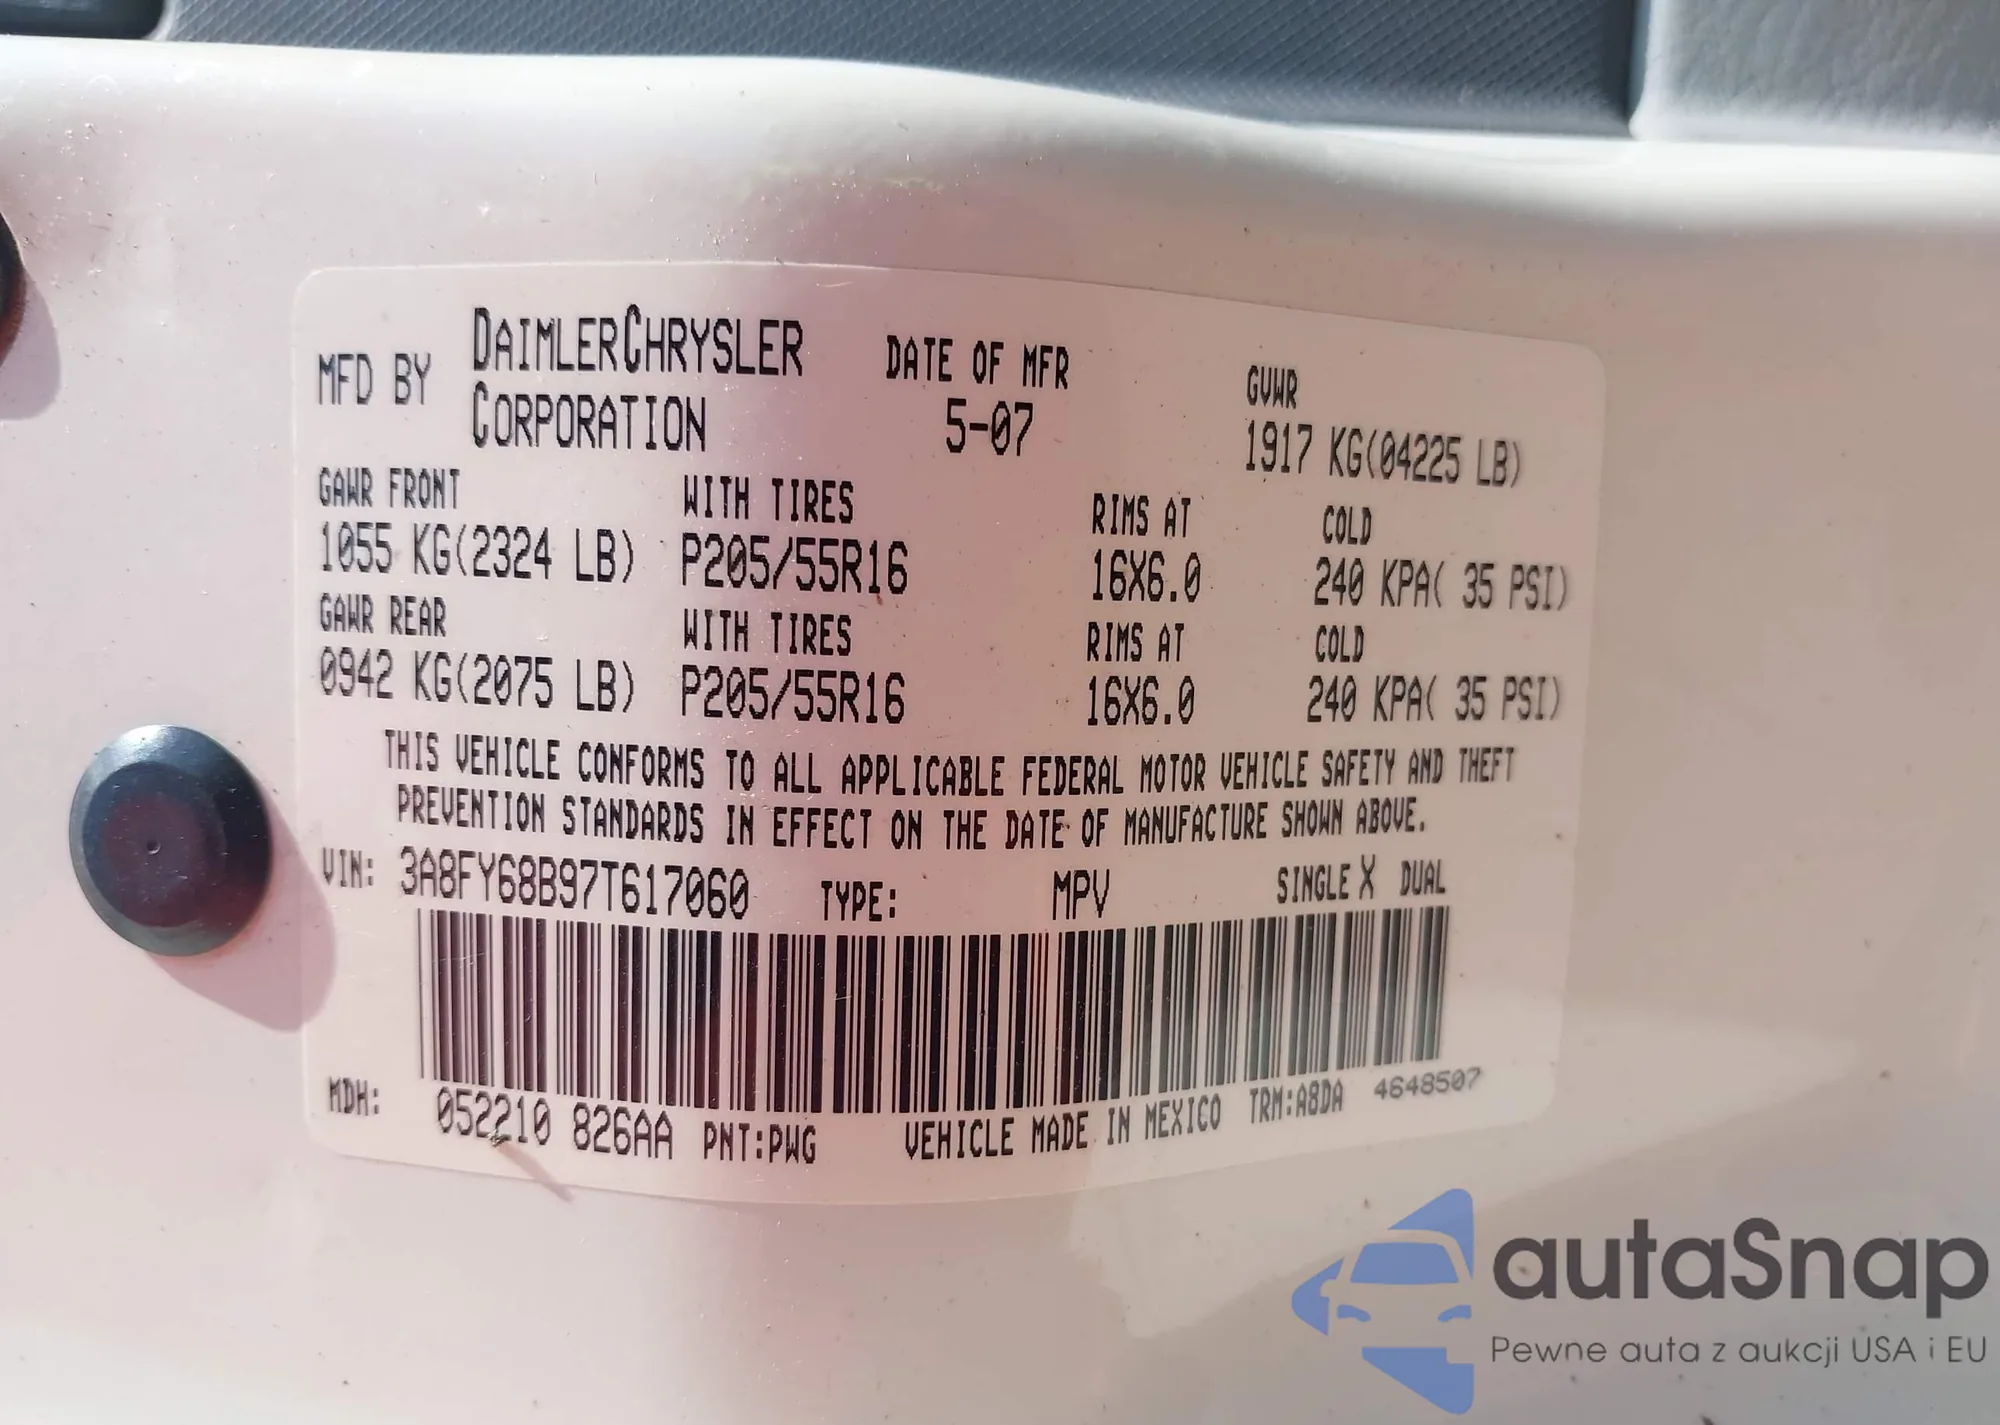 MFD BY DAIMLERCHRYSLER CORPORATION DATE OF MFR 5-07 GVWR 1917 KG(04225 LB)
GAWR FRONT WITH TIRES RIMS AT COLD
1055 KG(2324 LB) P205/55R16 16X6.0 240 KPA( 35 PSI)
GAWR REAR WITH TIRES RIMS AT COLD
0942 KG(2075 LB) P205/55R16 16X6.0 240 KPA( 35 PSI)
THIS VEHICLE CONFORMS TO ALL APPLICABLE FEDERAL MOTOR VEHICLE SAFETY AND THEFT
PREVENTION STANDARDS IN EFFECT ON THE DATE OF MANUFACTURE SHOWN ABOVE.
VIN: 3A8FY68B97T617060 TYPE: MPV SINGLE X DUAL
MDH: 052210 826AA PNT:PWG VEHICLE MADE IN MEXICO TRM:A8DA 4648507
autaSnap
Pewne auta z aukcji USA i EU